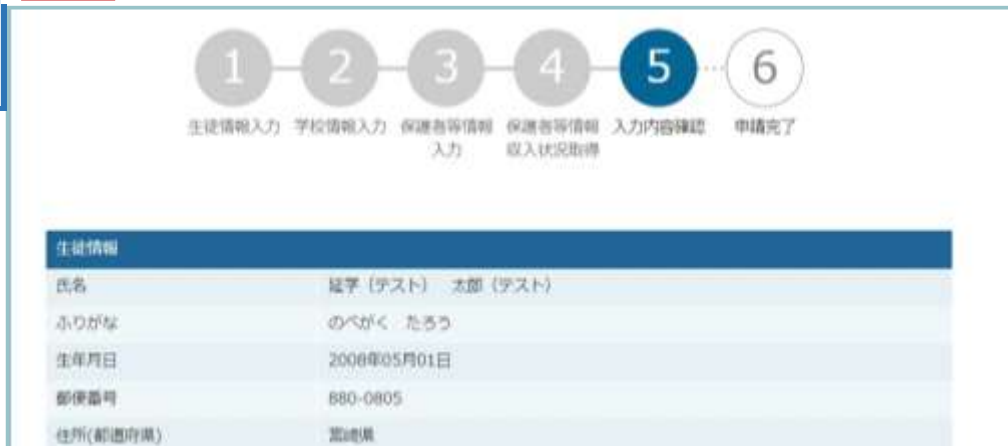 1 2 3 4 5 6
生徒情報入力 学校情報入力 保護者等情報 保護者等情報 入力内容確認 申請完了
入力 収入状況取得
生徒情報
氏名 延学（テスト） 太郎（テスト）
ふりがな のべがく たろう
生年月日 2008年05月01日
郵便番号 880-0805
住所(都道府県) 宮崎県